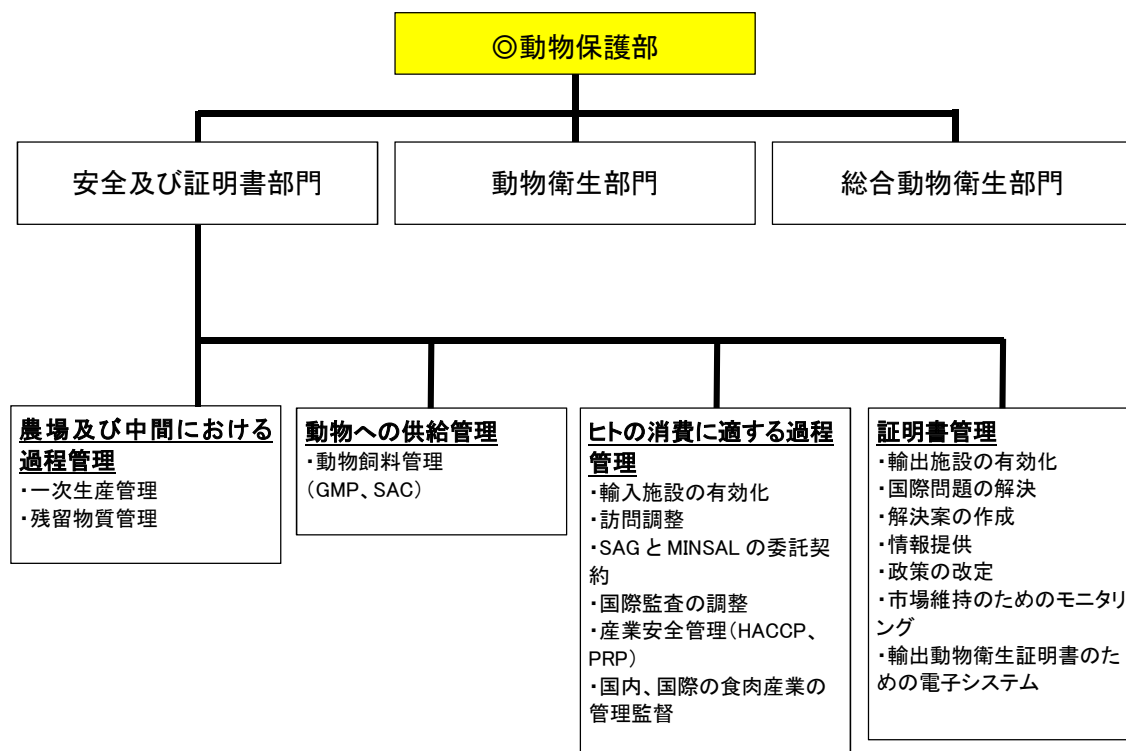 ◎動物保護部
安全及び証明書部門
動物衛生部門
総合動物衛生部門
農場及び中間における
過程管理
・一次生産管理
・残留物質管理
動物への供給管理
・動物飼料管理
(GMP、SAC)
ヒトの消費に適する過程
管理
・輸入施設の有効化
・訪問調整
・SAG と MINSAL の委託契
約
・国際監査の調整
・産業安全管理(HACCP、
PRP)
・国内、国際の食肉産業の
管理監督
証明書管理
・輸出施設の有効化
・国際問題の解決
・解決案の作成
・情報提供
・政策の改定
・市場維持のためのモニタリ
ング
・輸出動物衛生証明書のた
めの電子システム